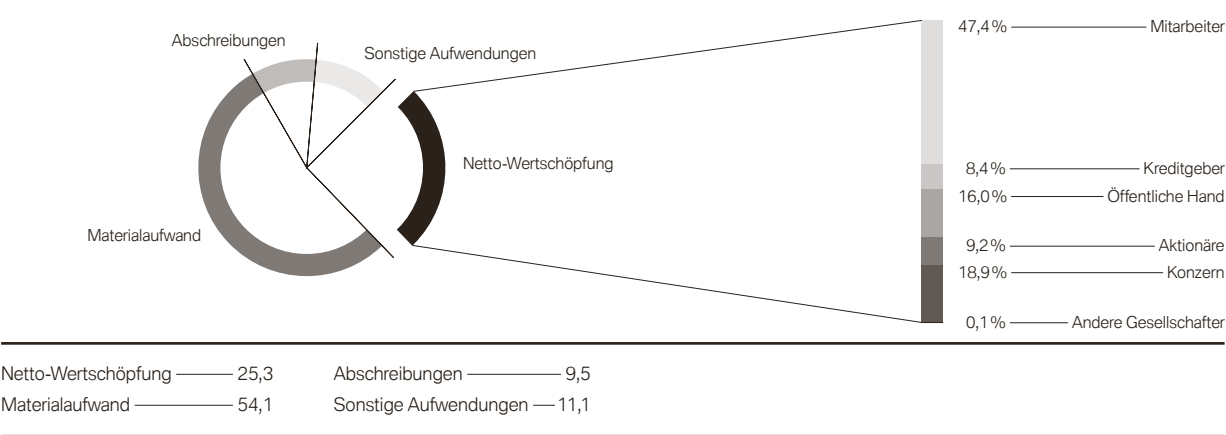 Abschreibungen
Sonstige Aufwendungen
Netto-Wertschöpfung
Materialaufwand
47,4 % Mitarbeiter
8,4 % Kreditgeber
16,0 % Öffentliche Hand
9,2 % Aktionäre
18,9 % Konzern
0,1 % Andere Gesellschafter
Netto-Wertschöpfung 25,3 Abschreibungen 9,5
Materialaufwand 54,1 Sonstige Aufwendungen 11,1